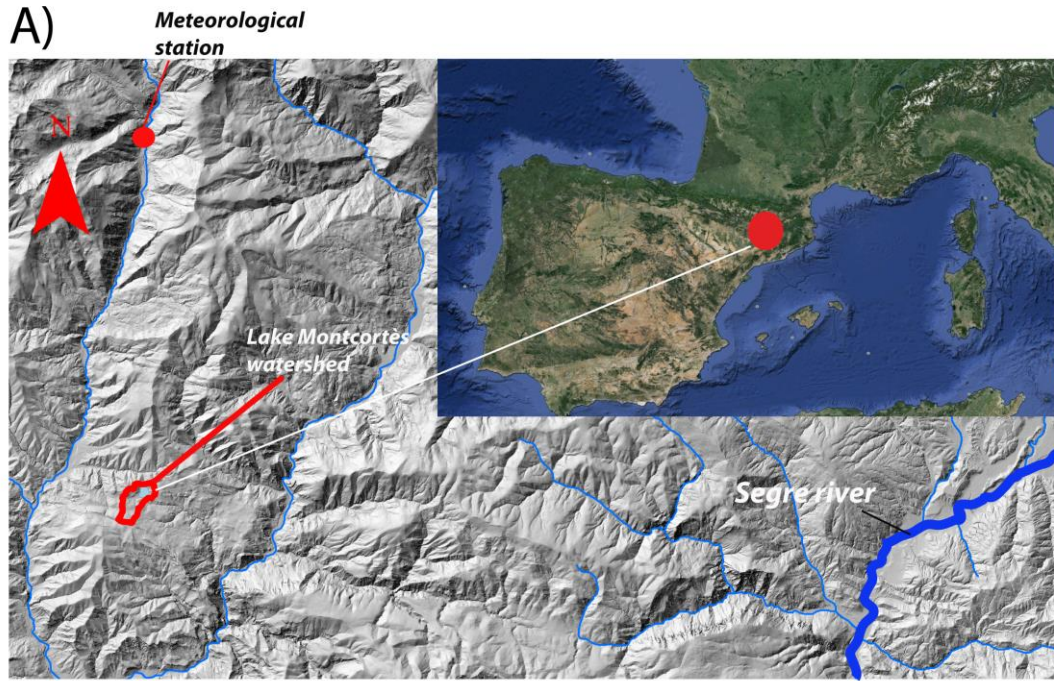 A)
Meteorological
station
N
Lake Montcortès
watershed
Segre river